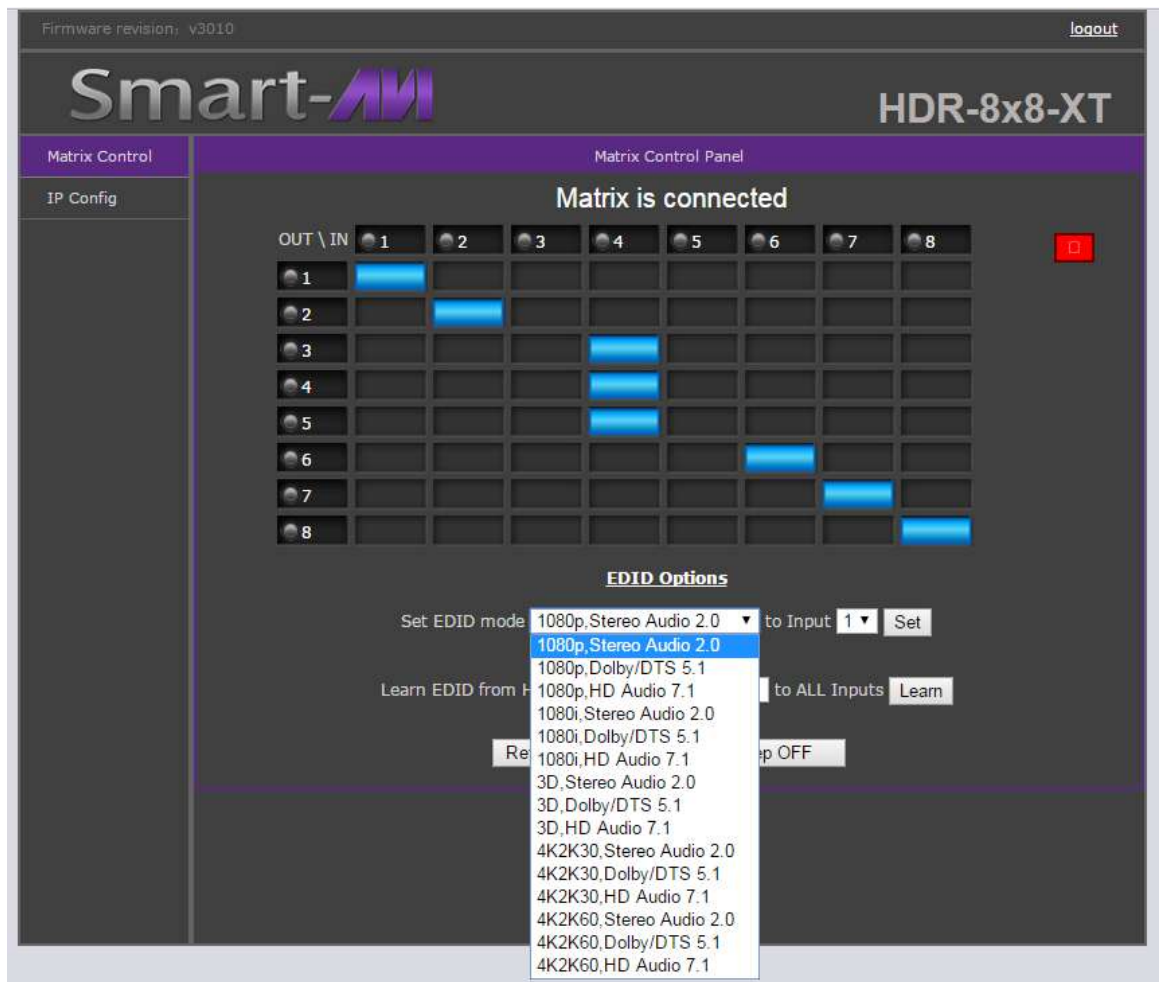 Firmware revision: v3010 logout
Smart-AVI
HDR-8x8-XT
Matrix Control Matrix Control Panel
IP Config
Matrix is connected
OUT \ IN 1 2 3 4 5 6 7 8
1
2
3
4
5
6
7
8
EDID Options
Set EDID mode 1080p,Stereo Audio 2.0 to Input 1 Set
1080p,Stereo Audio 2.0
1080p,Dolby/DTS 5.1
Learn EDID from 1080p,HD Audio 7.1 to ALL Inputs Learn
1080i,Stereo Audio 2.0
1080i,Dolby/DTS 5.1
1080i,HD Audio 7.1
3D,Stereo Audio 2.0
3D,Dolby/DTS 5.1
3D,HD Audio 7.1
4K2K30,Stereo Audio 2.0
4K2K30,Dolby/DTS 5.1
4K2K30,HD Audio 7.1
4K2K60,Stereo Audio 2.0
4K2K60,Dolby/DTS 5.1
4K2K60,HD Audio 7.1